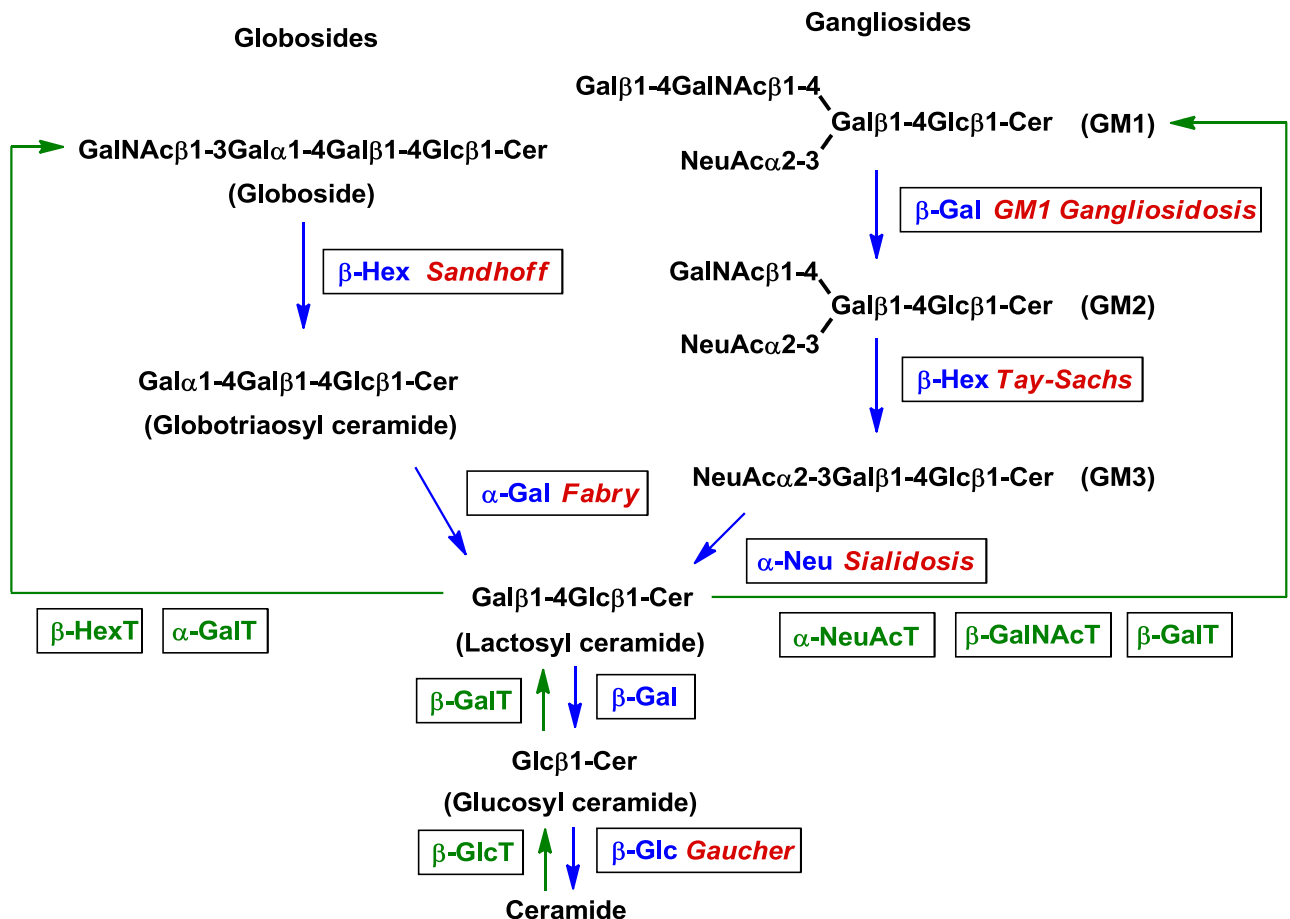 Globosides
Gangliosides
Galβ1-4GalNAcβ1-4
Galβ1-4Glcβ1-Cer (GM1)
NeuAcα2-3
GalNAcβ1-3Galα1-4Galβ1-4Glcβ1-Cer
(Globoside)
β-Gal GM1 Gangliosidosis
β-Hex Sandhoff
GalNAcβ1-4
Galβ1-4Glcβ1-Cer (GM2)
NeuAcα2-3
Galα1-4Galβ1-4Glcβ1-Cer
(Globotriaosyl ceramide)
β-Hex Tay-Sachs
α-Gal Fabry
NeuAcα2-3Galβ1-4Glcβ1-Cer (GM3)
α-Neu Sialidosis
Galβ1-4Glcβ1-Cer
(Lactosyl ceramide)
β-HexT α-GalT
α-NeuAcT β-GalNAcT β-GalT
β-GalT β-Gal
Glcβ1-Cer
(Glucosyl ceramide)
β-GlcT β-Glc Gaucher
Ceramide